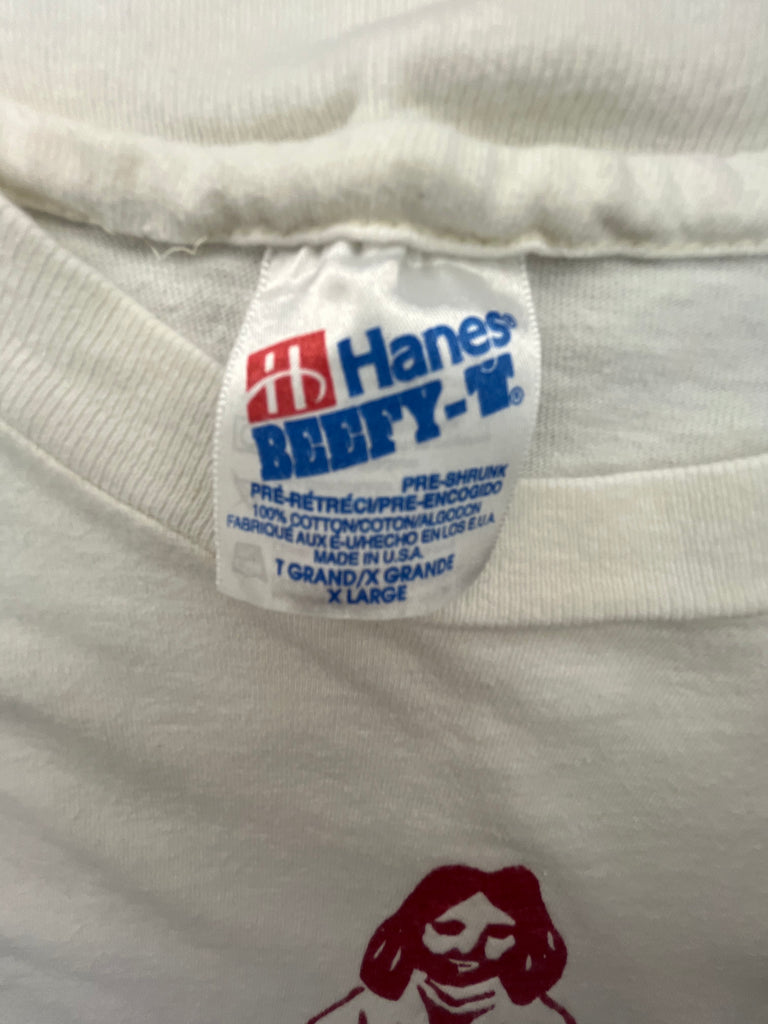 H Hanes®
BEEFY-T®
PRE-SHRUNK
PRÉ-RÉTRÉCI/PRE-ENCOGIDO
100% COTTON/COTON/ALGODON
FABRIQUÉ AUX É-U/HECHO EN LOS E.U.A
MADE IN U.S.A.
T GRAND/X GRANDE
X LARGE